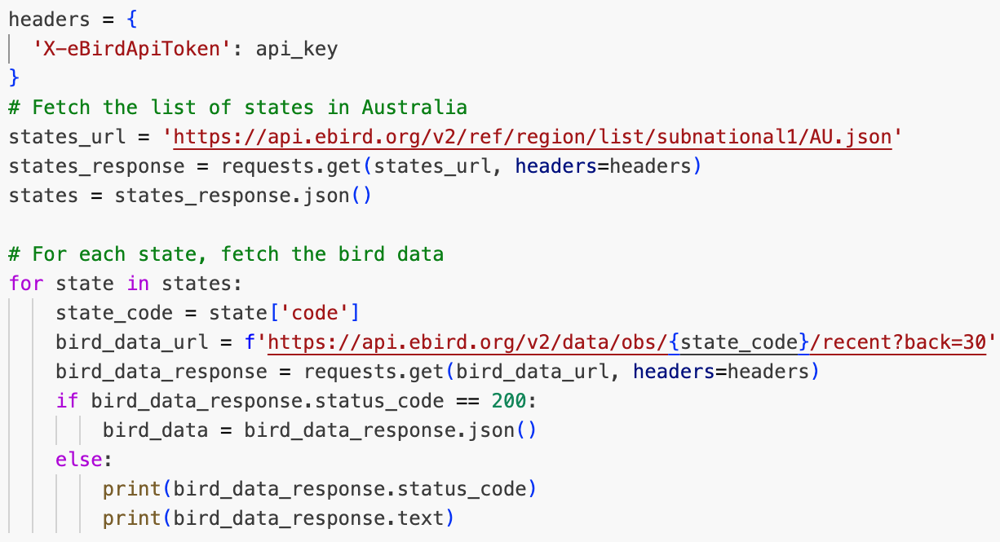 headers = {
  'X-eBirdApiToken': api_key
}
# Fetch the list of states in Australia
states_url = 'https://api.ebird.org/v2/ref/region/list/subnational1/AU.json'
states_response = requests.get(states_url, headers=headers)
states = states_response.json()

# For each state, fetch the bird data
for state in states:
    state_code = state['code']
    bird_data_url = f'https://api.ebird.org/v2/data/obs/{state_code}/recent?back=30'
    bird_data_response = requests.get(bird_data_url, headers=headers)
    if bird_data_response.status_code == 200:
        bird_data = bird_data_response.json()
    else:
        print(bird_data_response.status_code)
        print(bird_data_response.text)